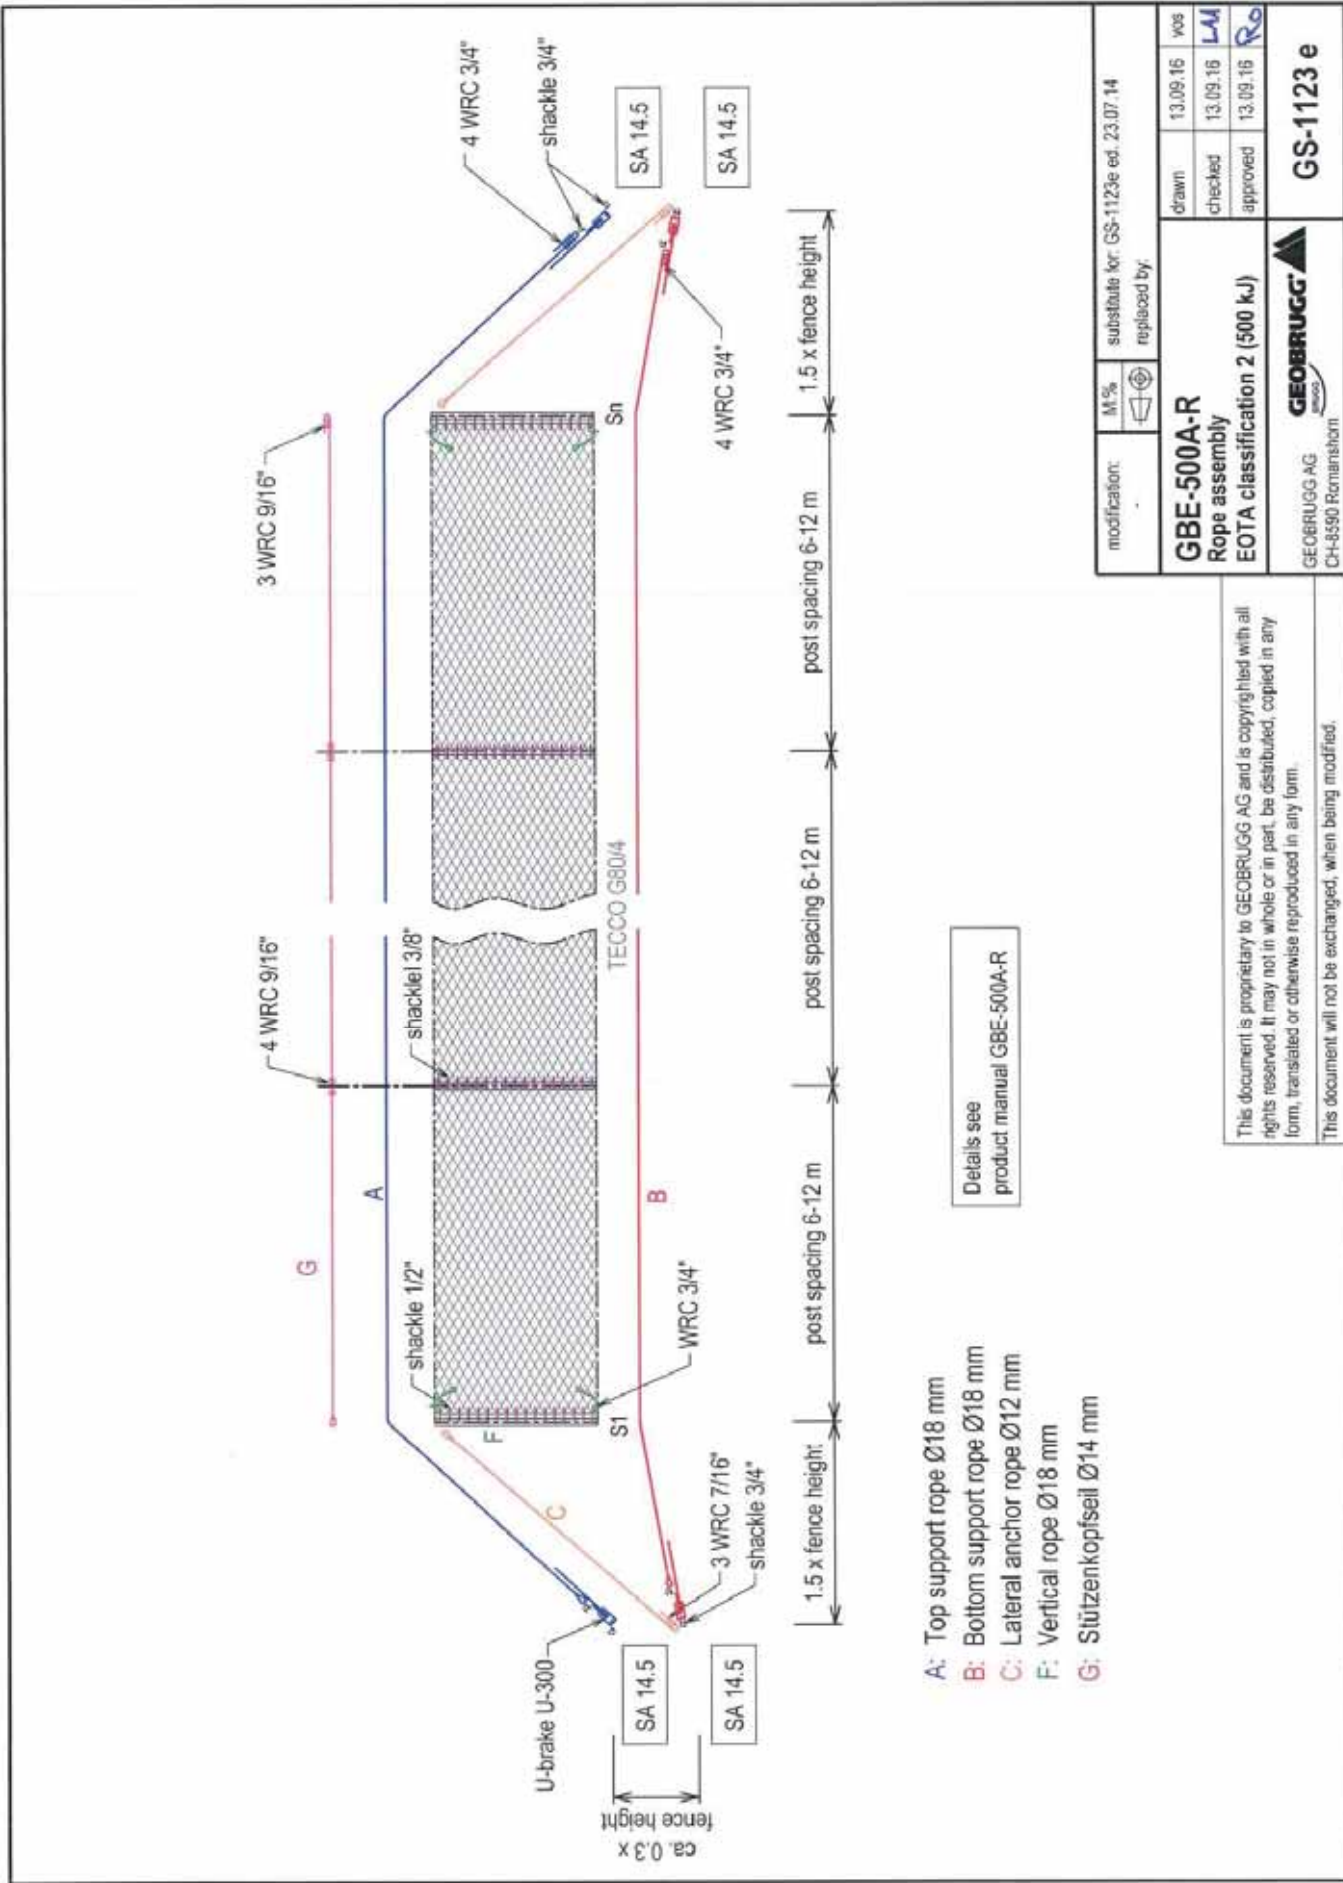 3 WRC 9/16"
4 WRC 9/16"
G
A
4 WRC 3/4"
shackle 3/4"
shackle 1/2"
shackleI 3/8"
U-brake U-300
F
C
S1
Sn
TECCO G80/4
SA 14.5
SA 14.5
SA 14.5
SA 14.5
ca. 0.3 x
fence height
3 WRC 7/16"
shackle 3/4"
WRC 3/4"
B
4 WRC 3/4"
1.5 x fence height
post spacing 6-12 m
post spacing 6-12 m
post spacing 6-12 m
post spacing 6-12 m
1.5 x fence height
A: Top support rope Ø18 mm
B: Bottom support rope Ø18 mm
C: Lateral anchor rope Ø12 mm
F: Vertical rope Ø18 mm
G: Stützenkopfseil Ø14 mm
Details see
product manual GBE-500A-R
This document is proprietary to GEOBRUGG AG and is copyrighted with all
rights reserved. It may not in whole or in part, be distributed, copied in any
form, translated or otherwise reproduced in any form.
This document will not be exchanged, when being modified.
modification:
-
M:%
substitute for: GS-1123e ed. 23.07.14
replaced by:
GBE-500A-R
Rope assembly
EOTA classification 2 (500 kJ)
drawn 13.09.16 vos
checked 13.09.16
approved 13.09.16
GEOBRUGG AG
CH-8590 Romanshorn
GEOBRUGG
BRUGG
GS-1123 e